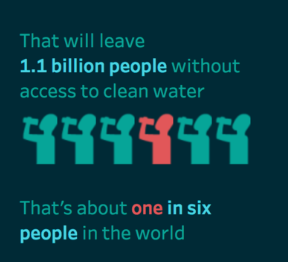 That will leave
1.1 billion people without
access to clean water
That's about one in six
people in the world